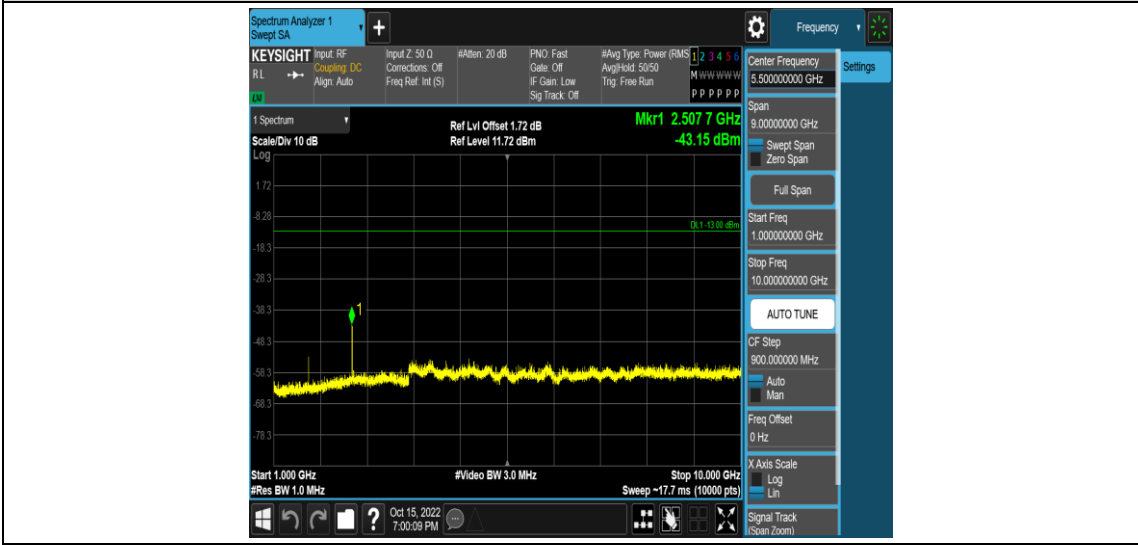 Spectrum Analyzer 1
Swept SA
+
Frequency
KEYSIGHT
RL
LM
Input: RF
Coupling: DC
Align: Auto
Input Z: 50 Ω
Corrections: Off
Freq Ref: Int (S)
#Atten: 20 dB
PNO: Fast
Gate: Off
IF Gain: Low
Sig Track: Off
#Avg Type: Power (RMS
Avg|Hold: 50/50
Trig: Free Run
1 2 3 4 5 6
M W W W W W
P P P P P P
1 Spectrum
Scale/Div 10 dB
Log
Ref Lvl Offset 1.72 dB
Ref Level 11.72 dBm
Mkr1 2.507 7 GHz
-43.15 dBm
1.72
-8.28
DL1 -13.00 dBm
-18.3
-28.3
-38.3
1
-48.3
-58.3
-68.3
-78.3
Start 1.000 GHz
#Res BW 1.0 MHz
#Video BW 3.0 MHz
Stop 10.000 GHz
Sweep ~17.7 ms (10000 pts)
Center Frequency
5.500000000 GHz
Settings
Span
9.00000000 GHz
Swept Span
Zero Span
Full Span
Start Freq
1.000000000 GHz
Stop Freq
10.000000000 GHz
AUTO TUNE
CF Step
900.000000 MHz
Auto
Man
Freq Offset
0 Hz
X Axis Scale
Log
Lin
Signal Track
(Span Zoom)
?
Oct 15, 2022
7:00:09 PM